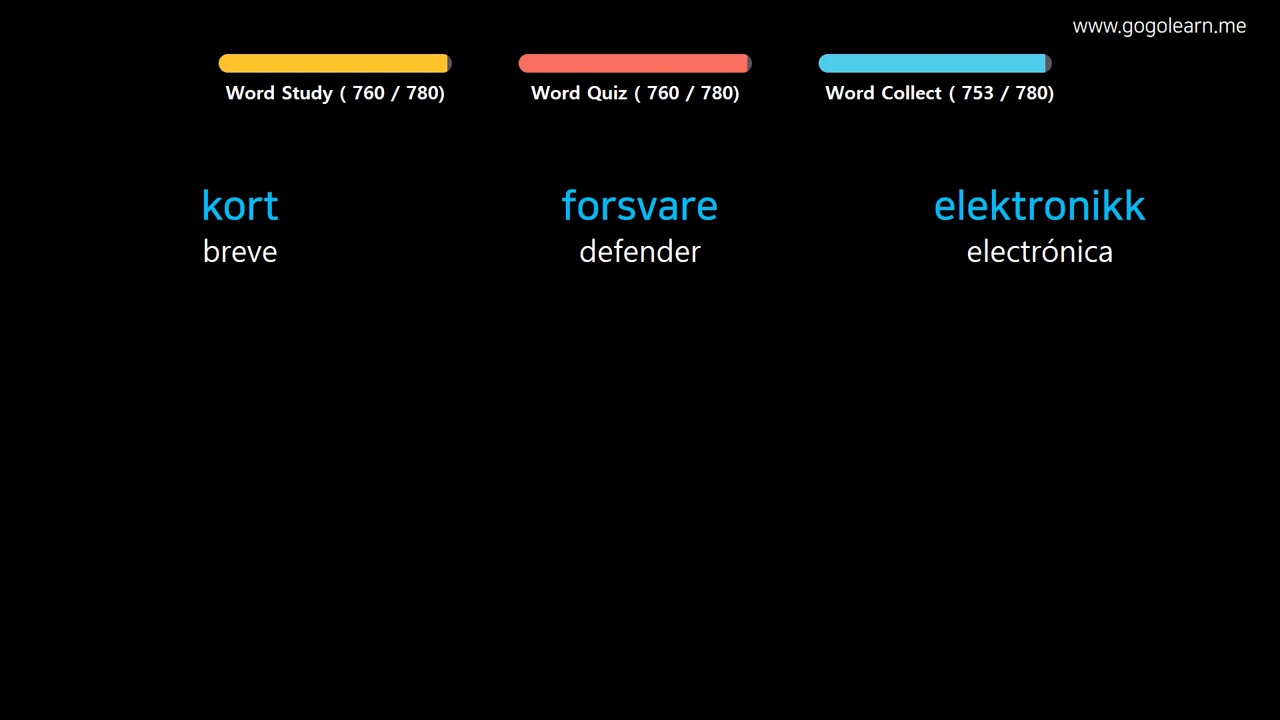 www.gogolearn.me
Word Study ( 760 / 780)
Word Quiz ( 760 / 780)
Word Collect ( 753 / 780)
kort
forsvare
elektronikk
breve
defender
electrónica